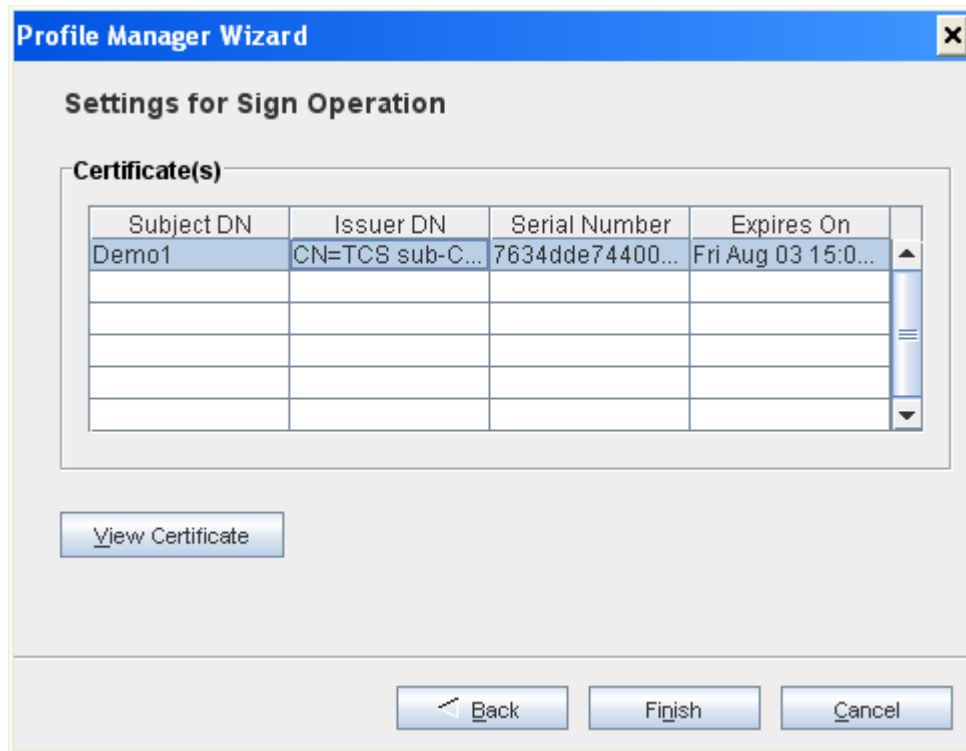 Profile Manager Wizard
Settings for Sign Operation
Certificate(s)
Subject DN Issuer DN Serial Number Expires On
Demo1 CN=TCS sub-C... 7634dde74400... Fri Aug 03 15:0...
View Certificate
Back Finish Cancel